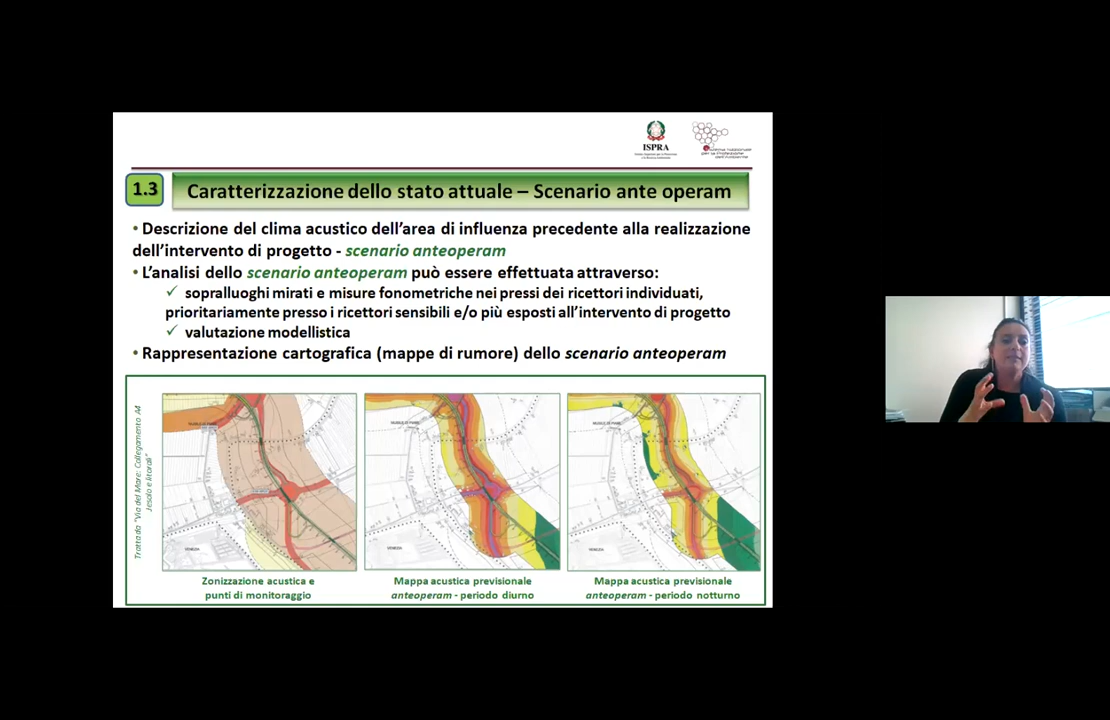 ISPRA
1.3
Caratterizzazione dello stato attuale – Scenario ante operam
• Descrizione del clima acustico dell'area di influenza precedente alla realizzazione
dell'intervento di progetto - scenario anteoperam
• L'analisi dello scenario anteoperam può essere effettuata attraverso:
✓ sopralluoghi mirati e misure fonometriche nei pressi dei ricettori individuati,
prioritariamente presso i ricettori sensibili e/o più esposti all'intervento di progetto
✓ valutazione modellistica
• Rappresentazione cartografica (mappe di rumore) dello scenario anteoperam
Tratta da "Via del Mare: Collegamento A4
Jesolo e litorali"
VENEZIA
VENEZIA
VENEZIA
Zonizzazione acustica e
punti di monitoraggio
Mappa acustica previsionale
anteoperam - periodo diurno
Mappa acustica previsionale
anteoperam - periodo notturno